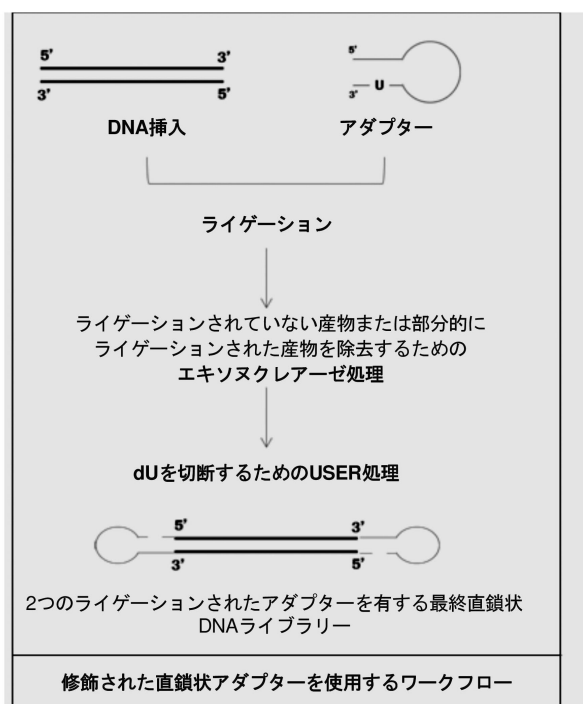 5’ 3’
3’ 5’
DNA挿入
5’
3’ U
アダプター
ライゲーション
ライゲーションされていない産物または部分的に
ライゲーションされた産物を除去するための
エキソヌクレアーゼ処理
dUを切断するためのUSER処理
5’ 3’
3’ 5’
2つのライゲーションされたアダプターを有する最終直鎖状
DNAライブラリー
修飾された直鎖状アダプターを使用するワークフロー